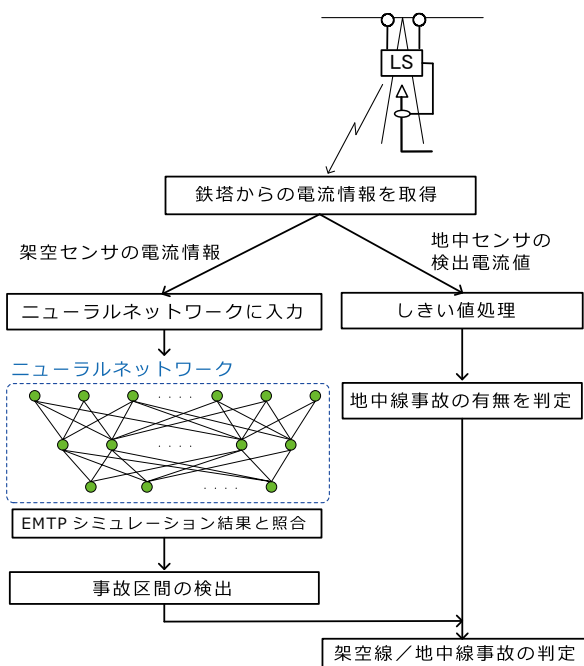 LS
鉄塔からの電流情報を取得
架空センサの電流情報
地中センサの
検出電流値
ニューラルネットワークに入力
しきい値処理
ニューラルネットワーク
地中線事故の有無を判定
EMTPシミュレーション結果と照合
事故区間の検出
架空線／地中線事故の判定